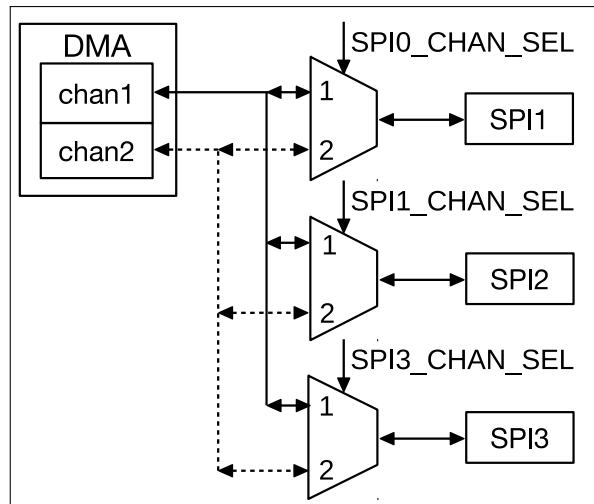 DMA
chan1
chan2
SPI0_CHAN_SEL
1
2
SPI1
SPI1_CHAN_SEL
1
2
SPI2
SPI3_CHAN_SEL
1
2
SPI3